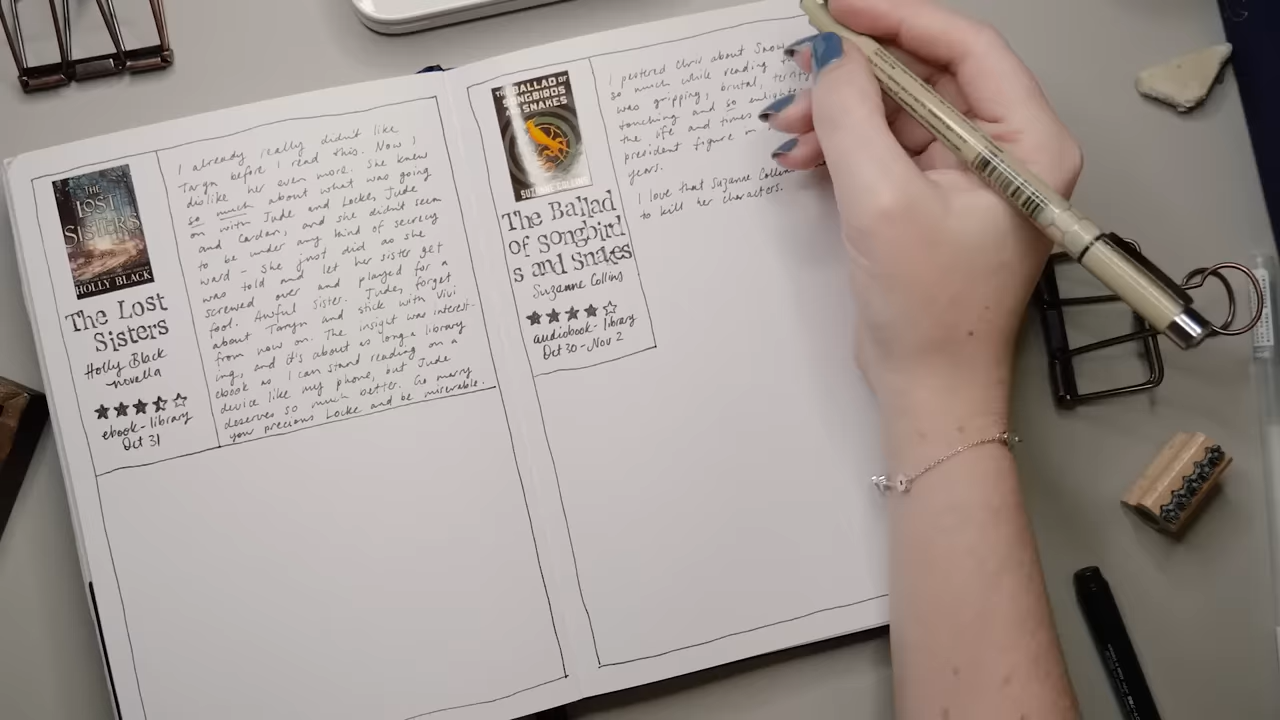 THE
LOST
SISTERS
HOLLY BLACK
The Lost
Sisters
Holly Black
novella
ebook - library
Oct 31
I already really didn't like
Taryn before I read this. Now, I
dislike her even more. She knew
so much about what was going
on with Jude and Locke, Jude
and Cardan, and she didn't seem
to be under any kind of secrecy
ward - she just did as she
was told and let her sister get
screwed over and played for a
fool. Awful sister. Jude, forget
about Taryn and stick with Vivi
from now on. The insight was interest-
ing, and it's about as long a library
ebook as I can stand reading on a
device like my phone, but Jude
deserves so much better. Go marry
your precious Locke and be miserable.
THE BALLAD OF
SONGBIRDS
AND SNAKES
SUZANNE COLLINS
The Ballad
of Songbird
s and Snakes
Suzanne Collins
audiobook - library
Oct 30 - Nov 2
I pestered Chris about Snow
so much while reading
was gripping, brutal,
touching and so
the life and times
president figure
years.
I love that Suzanne
to kill her characters.